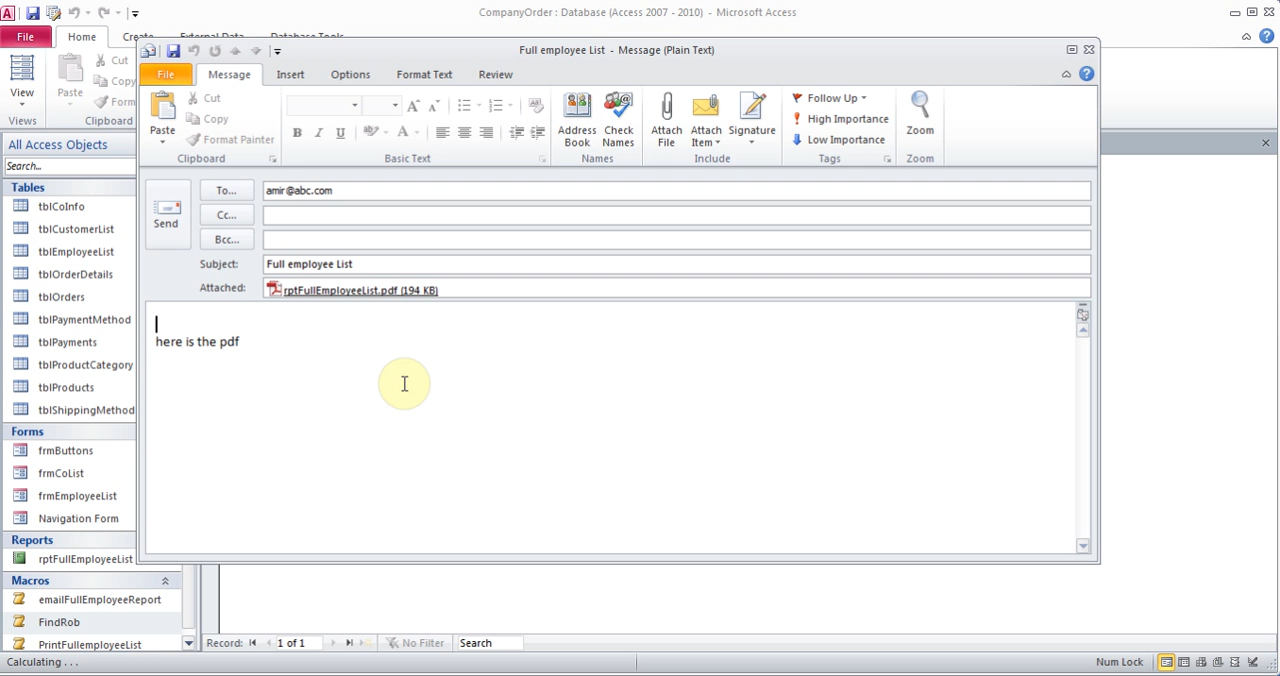 CompanyOrder : Database (Access 2007 - 2010) - Microsoft Access
File Home Create External Data Database Tools
Full employee List - Message (Plain Text)
File Message Insert Options Format Text Review
View
Views
Paste
Cut
Copy
Form
Clipboard
Paste
Cut
Copy
Format Painter
Clipboard
Basic Text
Address Book
Check Names
Names
Attach File
Attach Item
Signature
Include
Follow Up
High Importance
Low Importance
Tags
Zoom
Zoom
All Access Objects
Search...
Tables
tblCoInfo
tblCustomerList
tblEmployeeList
tblOrderDetails
tblOrders
tblPaymentMethod
tblPayments
tblProductCategory
tblProducts
tblShippingMethod
Forms
frmButtons
frmCoList
frmEmployeeList
Navigation Form
Reports
rptFullEmployeeList
Macros
emailFullEmployeeReport
FindRob
PrintFullemployeeList
Send
To... amir@abc.com
Cc...
Bcc...
Subject: Full employee List
Attached: rptFullEmployeeList.pdf (194 KB)
here is the pdf
Record: 1 of 1 No Filter Search
Calculating . . . Num Lock